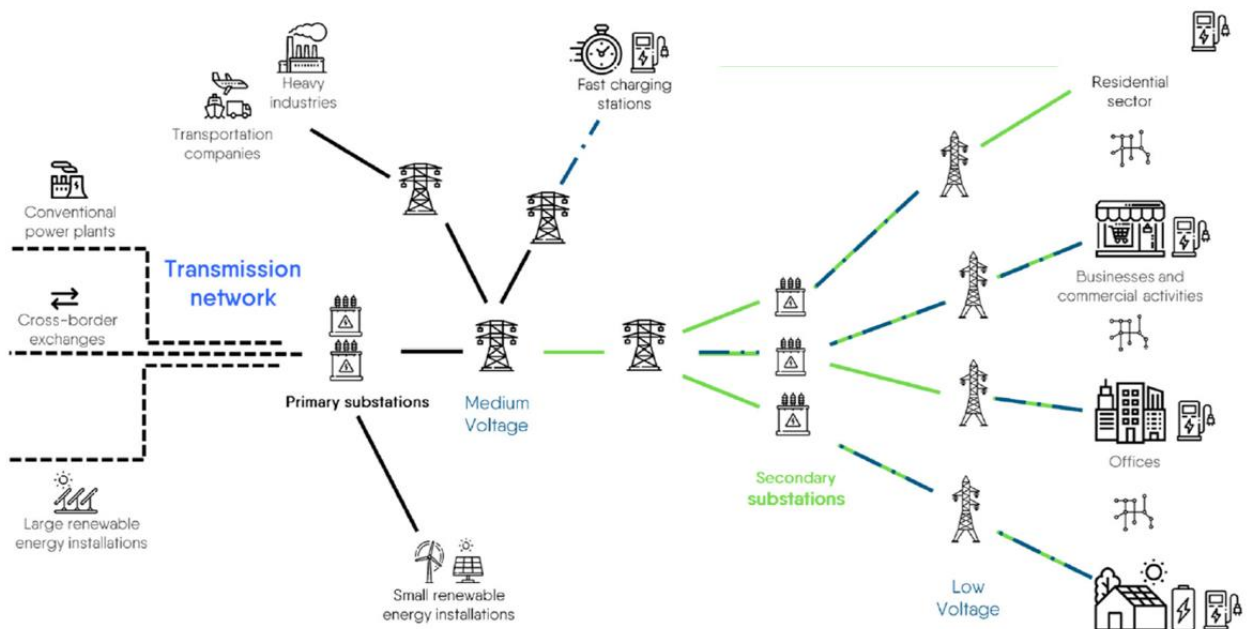 Heavy
industries
Transportation
companies
Fast charging
stations
Residential
sector
Conventional
power plants
Transmission
network
Cross-border
exchanges
Businesses and
commercial activities
Primary substations
Medium
Voltage
Offices
Secondary
substations
Large renewable
energy installations
Small renewable
energy installations
Low
Voltage